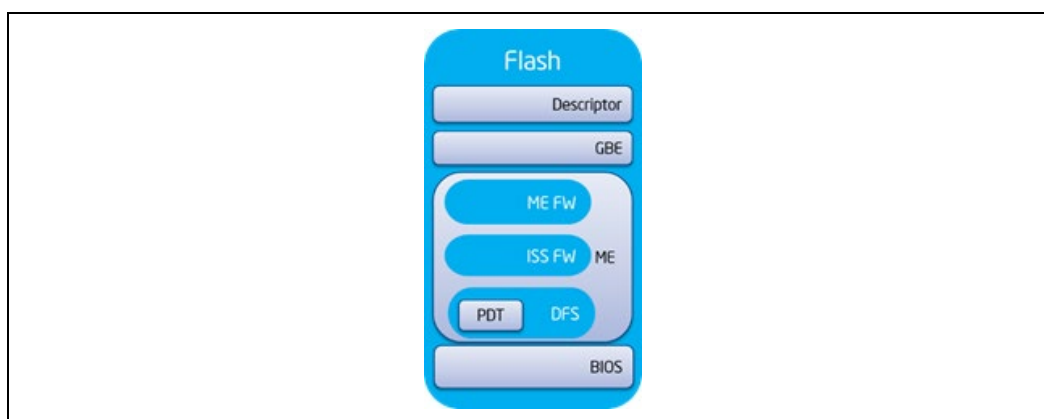 Flash
Descriptor
GBE
ME FW
ISS FW
ME
PDT
DFS
BIOS